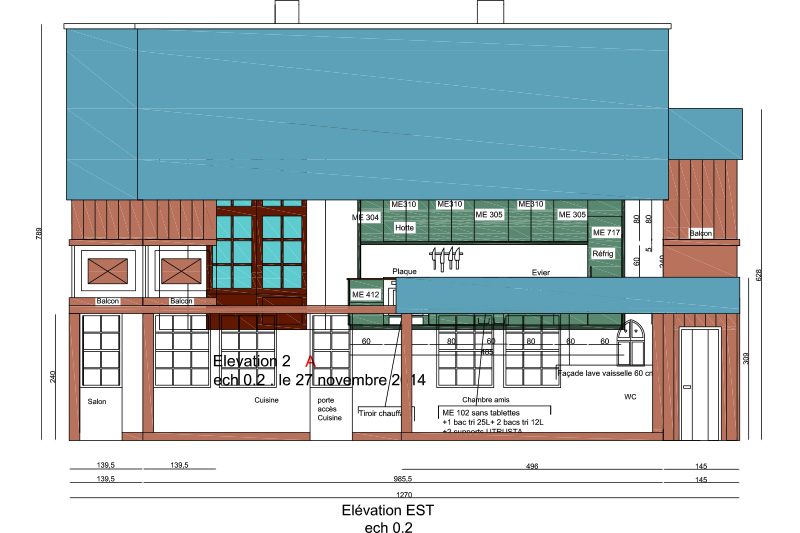 ME 304
ME310
ME310
ME310
ME 305
ME 305
Hotte
ME 717
Réfrig
80
80
60
5
240
Balcon
789
628
Plaque
Evier
ME 412
Balcon
Balcon
60
60
60
60
60
485
Elevation 2 A
ech 0.2 . le 27 novembre 2014
Façade lave vaisselle 60 cm
240
309
Salon
Cuisine
porte
accès
Cuisine
Tiroir chauffa
Chambre amis
ME 102 sans tablettes
+1 bac tri 25L+ 2 bacs tri 12L
+2 supports UTRUSTA
WC
139,5
139,5
496
145
139,5
985,5
145
1270
Elévation EST
ech 0.2